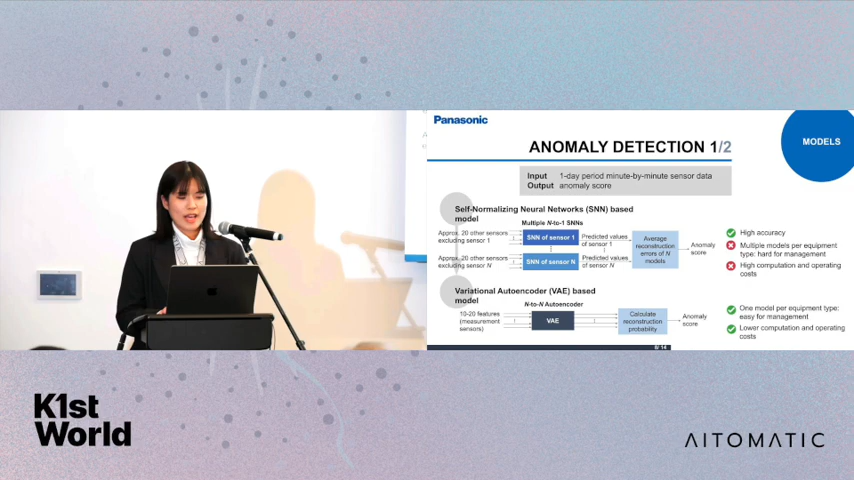 Panasonic
ANOMALY DETECTION 1/2
MODELS
Input 1-day period minute-by-minute sensor data
Output anomaly score
Self-Normalizing Neural Networks (SNN) based
model
Multiple N-to-1 SNNs
Approx. 20 other sensors
excluding sensor 1
SNN of sensor 1
Predicted values
of sensor 1
Approx. 20 other sensors
excluding sensor N
SNN of sensor N
Predicted values
of sensor N
Average
reconstruction
errors of N
models
Anomaly
score
High accuracy
Multiple models per equipment
type: hard for management
High computation and operating
costs
Variational Autoencoder (VAE) based
model
N-to-N Autoencoder
10-20 features
(measurement
sensors)
VAE
Calculate
reconstruction
probability
Anomaly
score
One model per equipment type:
easy for management
Lower computation and operating
costs
K1st
World
AITOMATIC